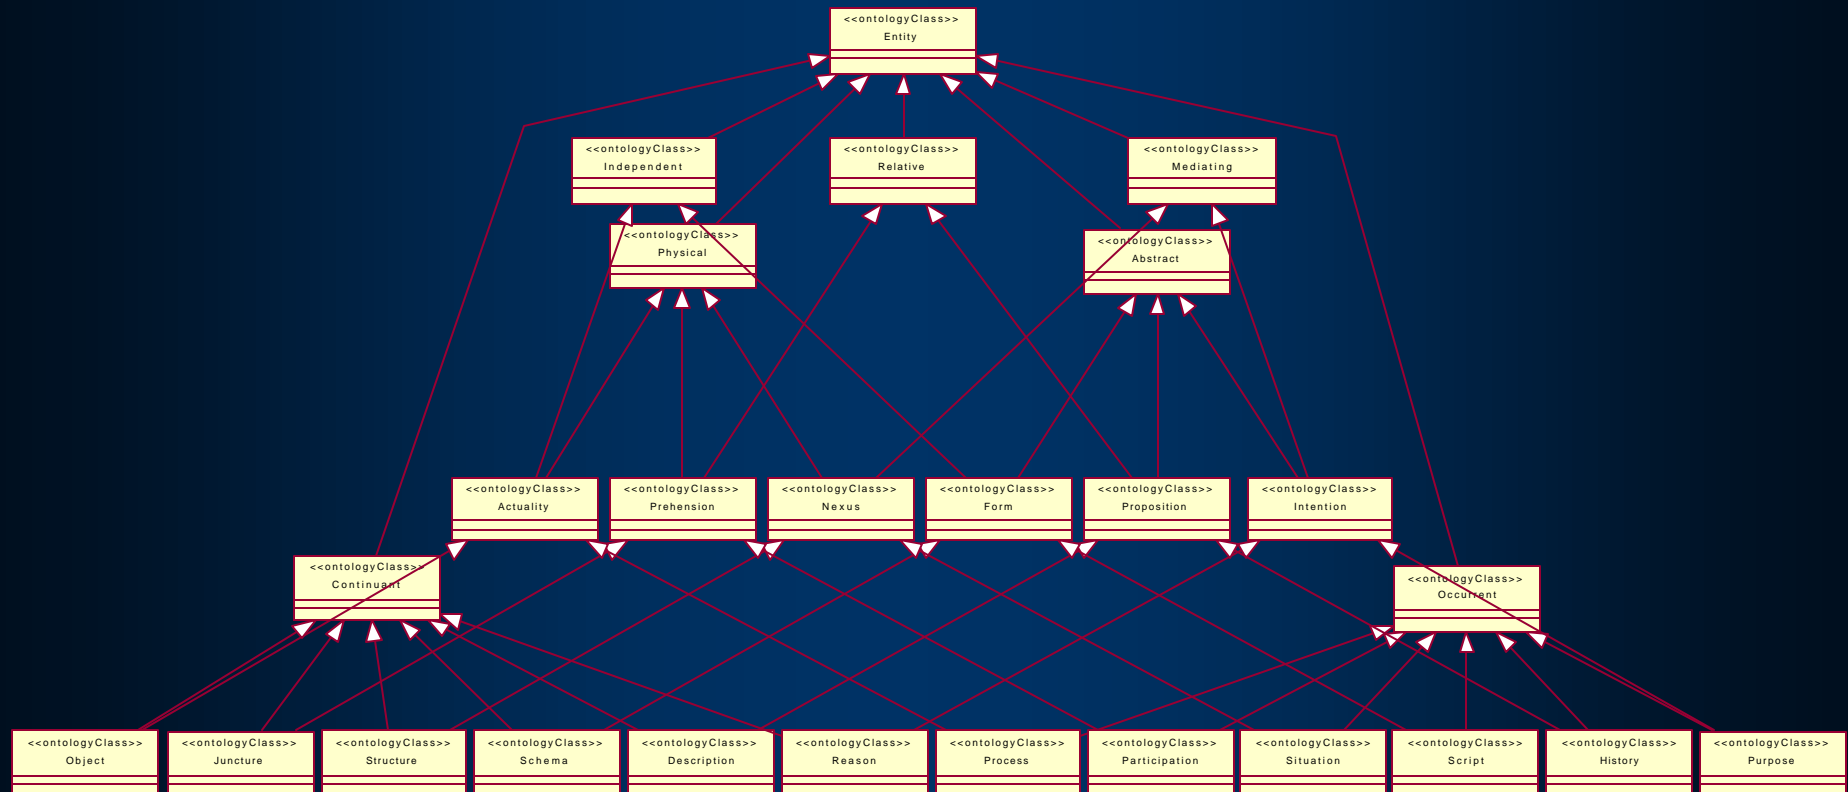 <<ontologyClass>>
Entity
<<ontologyClass>>
Independent
<<ontologyClass>>
Relative
<<ontologyClass>>
Mediating
<<ontologyClass>>
Physical
<<ontologyClass>>
Abstract
<<ontologyClass>>
Actuality
<<ontologyClass>>
Prehension
<<ontologyClass>>
Nexus
<<ontologyClass>>
Form
<<ontologyClass>>
Proposition
<<ontologyClass>>
Intention
<<ontologyClass>>
Continuant
<<ontologyClass>>
Occurrent
<<ontologyClass>>
Object
<<ontologyClass>>
Juncture
<<ontologyClass>>
Structure
<<ontologyClass>>
Schema
<<ontologyClass>>
Description
<<ontologyClass>>
Reason
<<ontologyClass>>
Process
<<ontologyClass>>
Participation
<<ontologyClass>>
Situation
<<ontologyClass>>
Script
<<ontologyClass>>
History
<<ontologyClass>>
Purpose